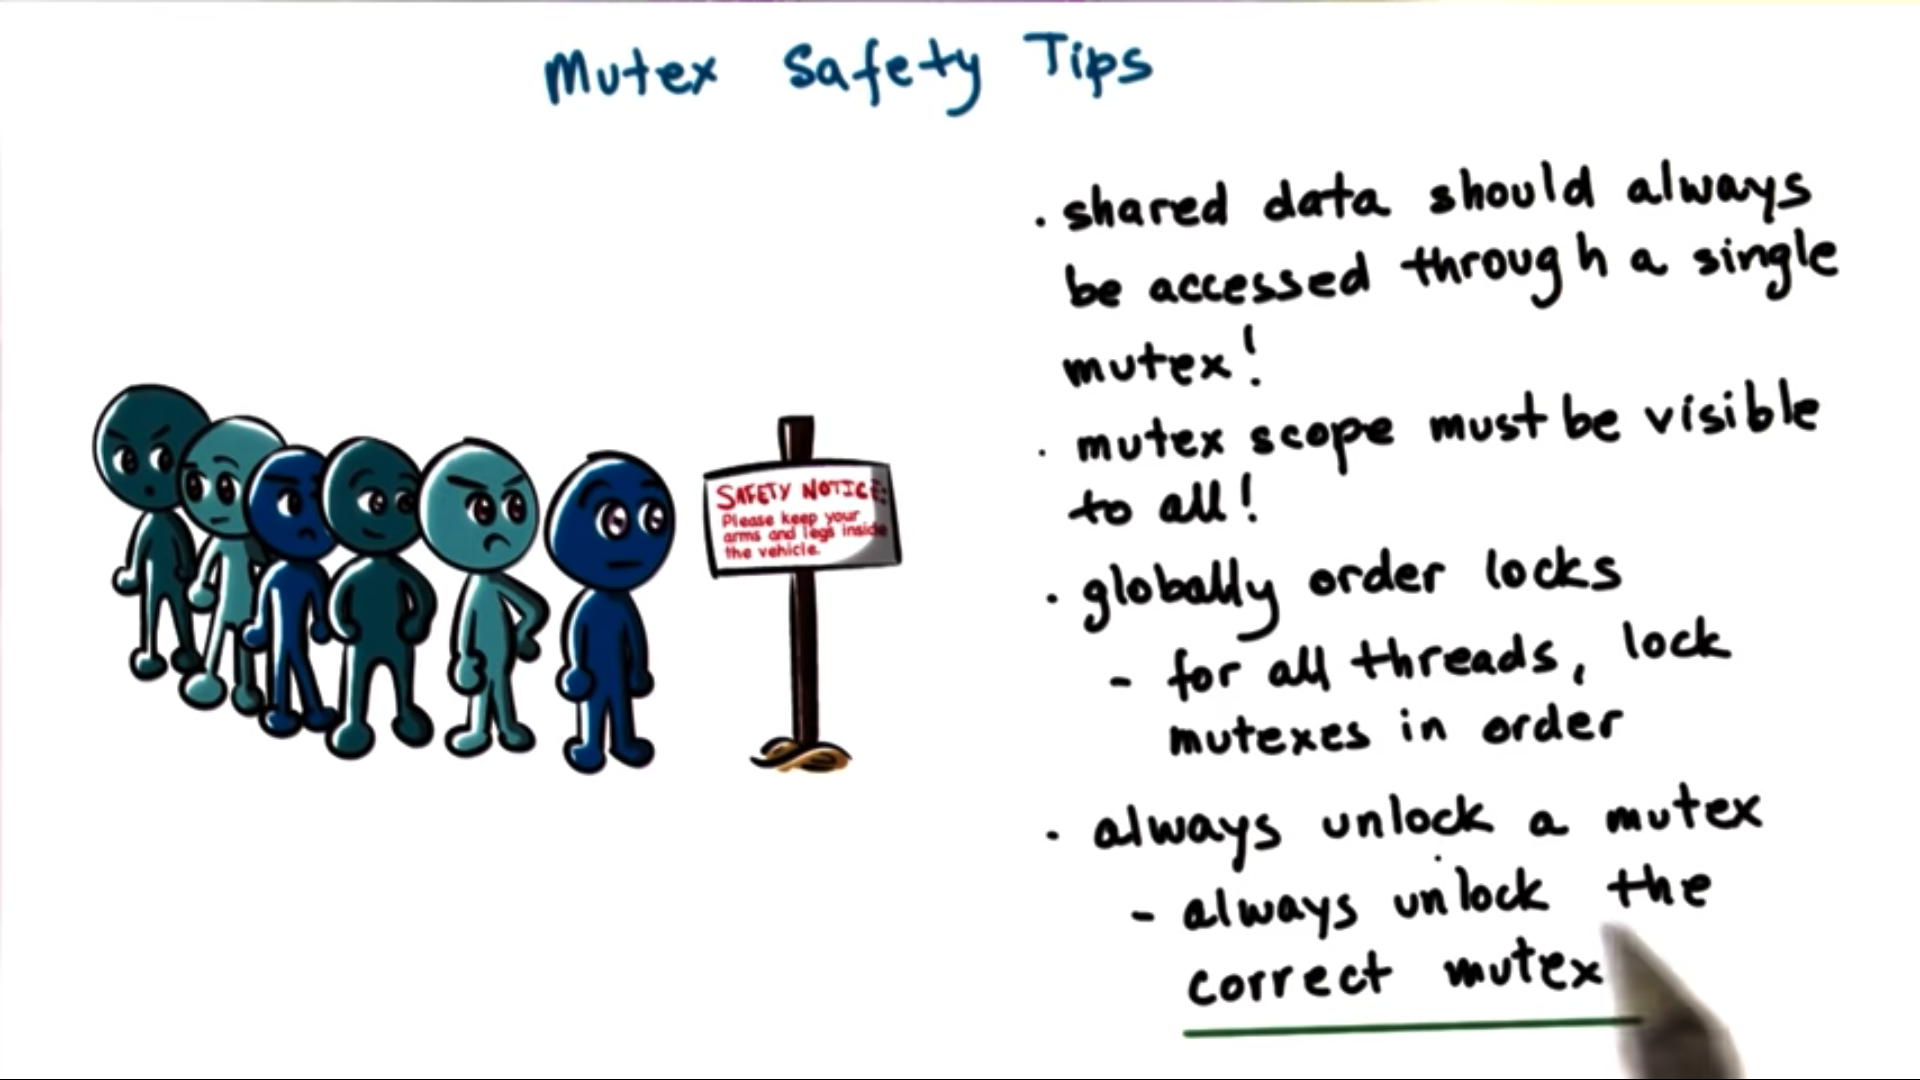 Mutex Safety Tips
. shared data should always
be accessed through a single
mutex!
. mutex scope must be visible
to all!
. globally order locks
- for all threads, lock
mutexes in order
. always unlock a mutex
- always unlock the
correct mutex
SAFETY NOTICE:
Please keep your
arms and legs inside
the vehicle.